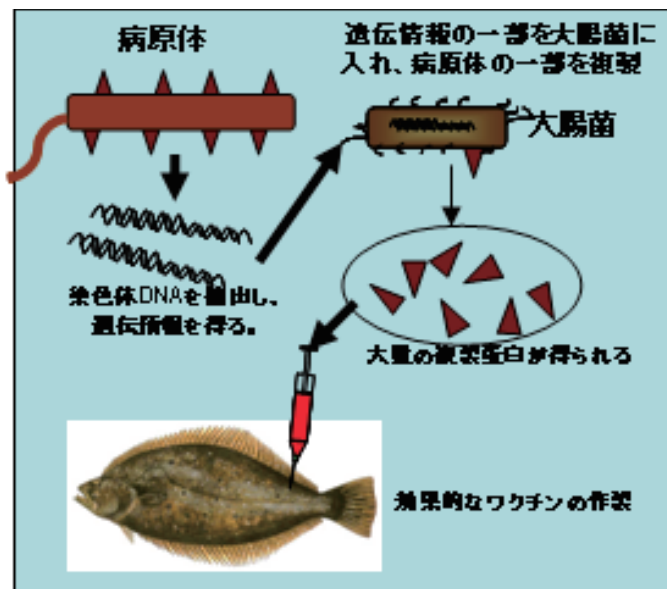 病原体
遺伝情報の一部を大腸菌に
入れ、病原体の一部を複製
大腸菌
染色体DNAを抽出し、
遺伝情報を得る。
大量の複製蛋白が得られる
効果的なワクチンの作製